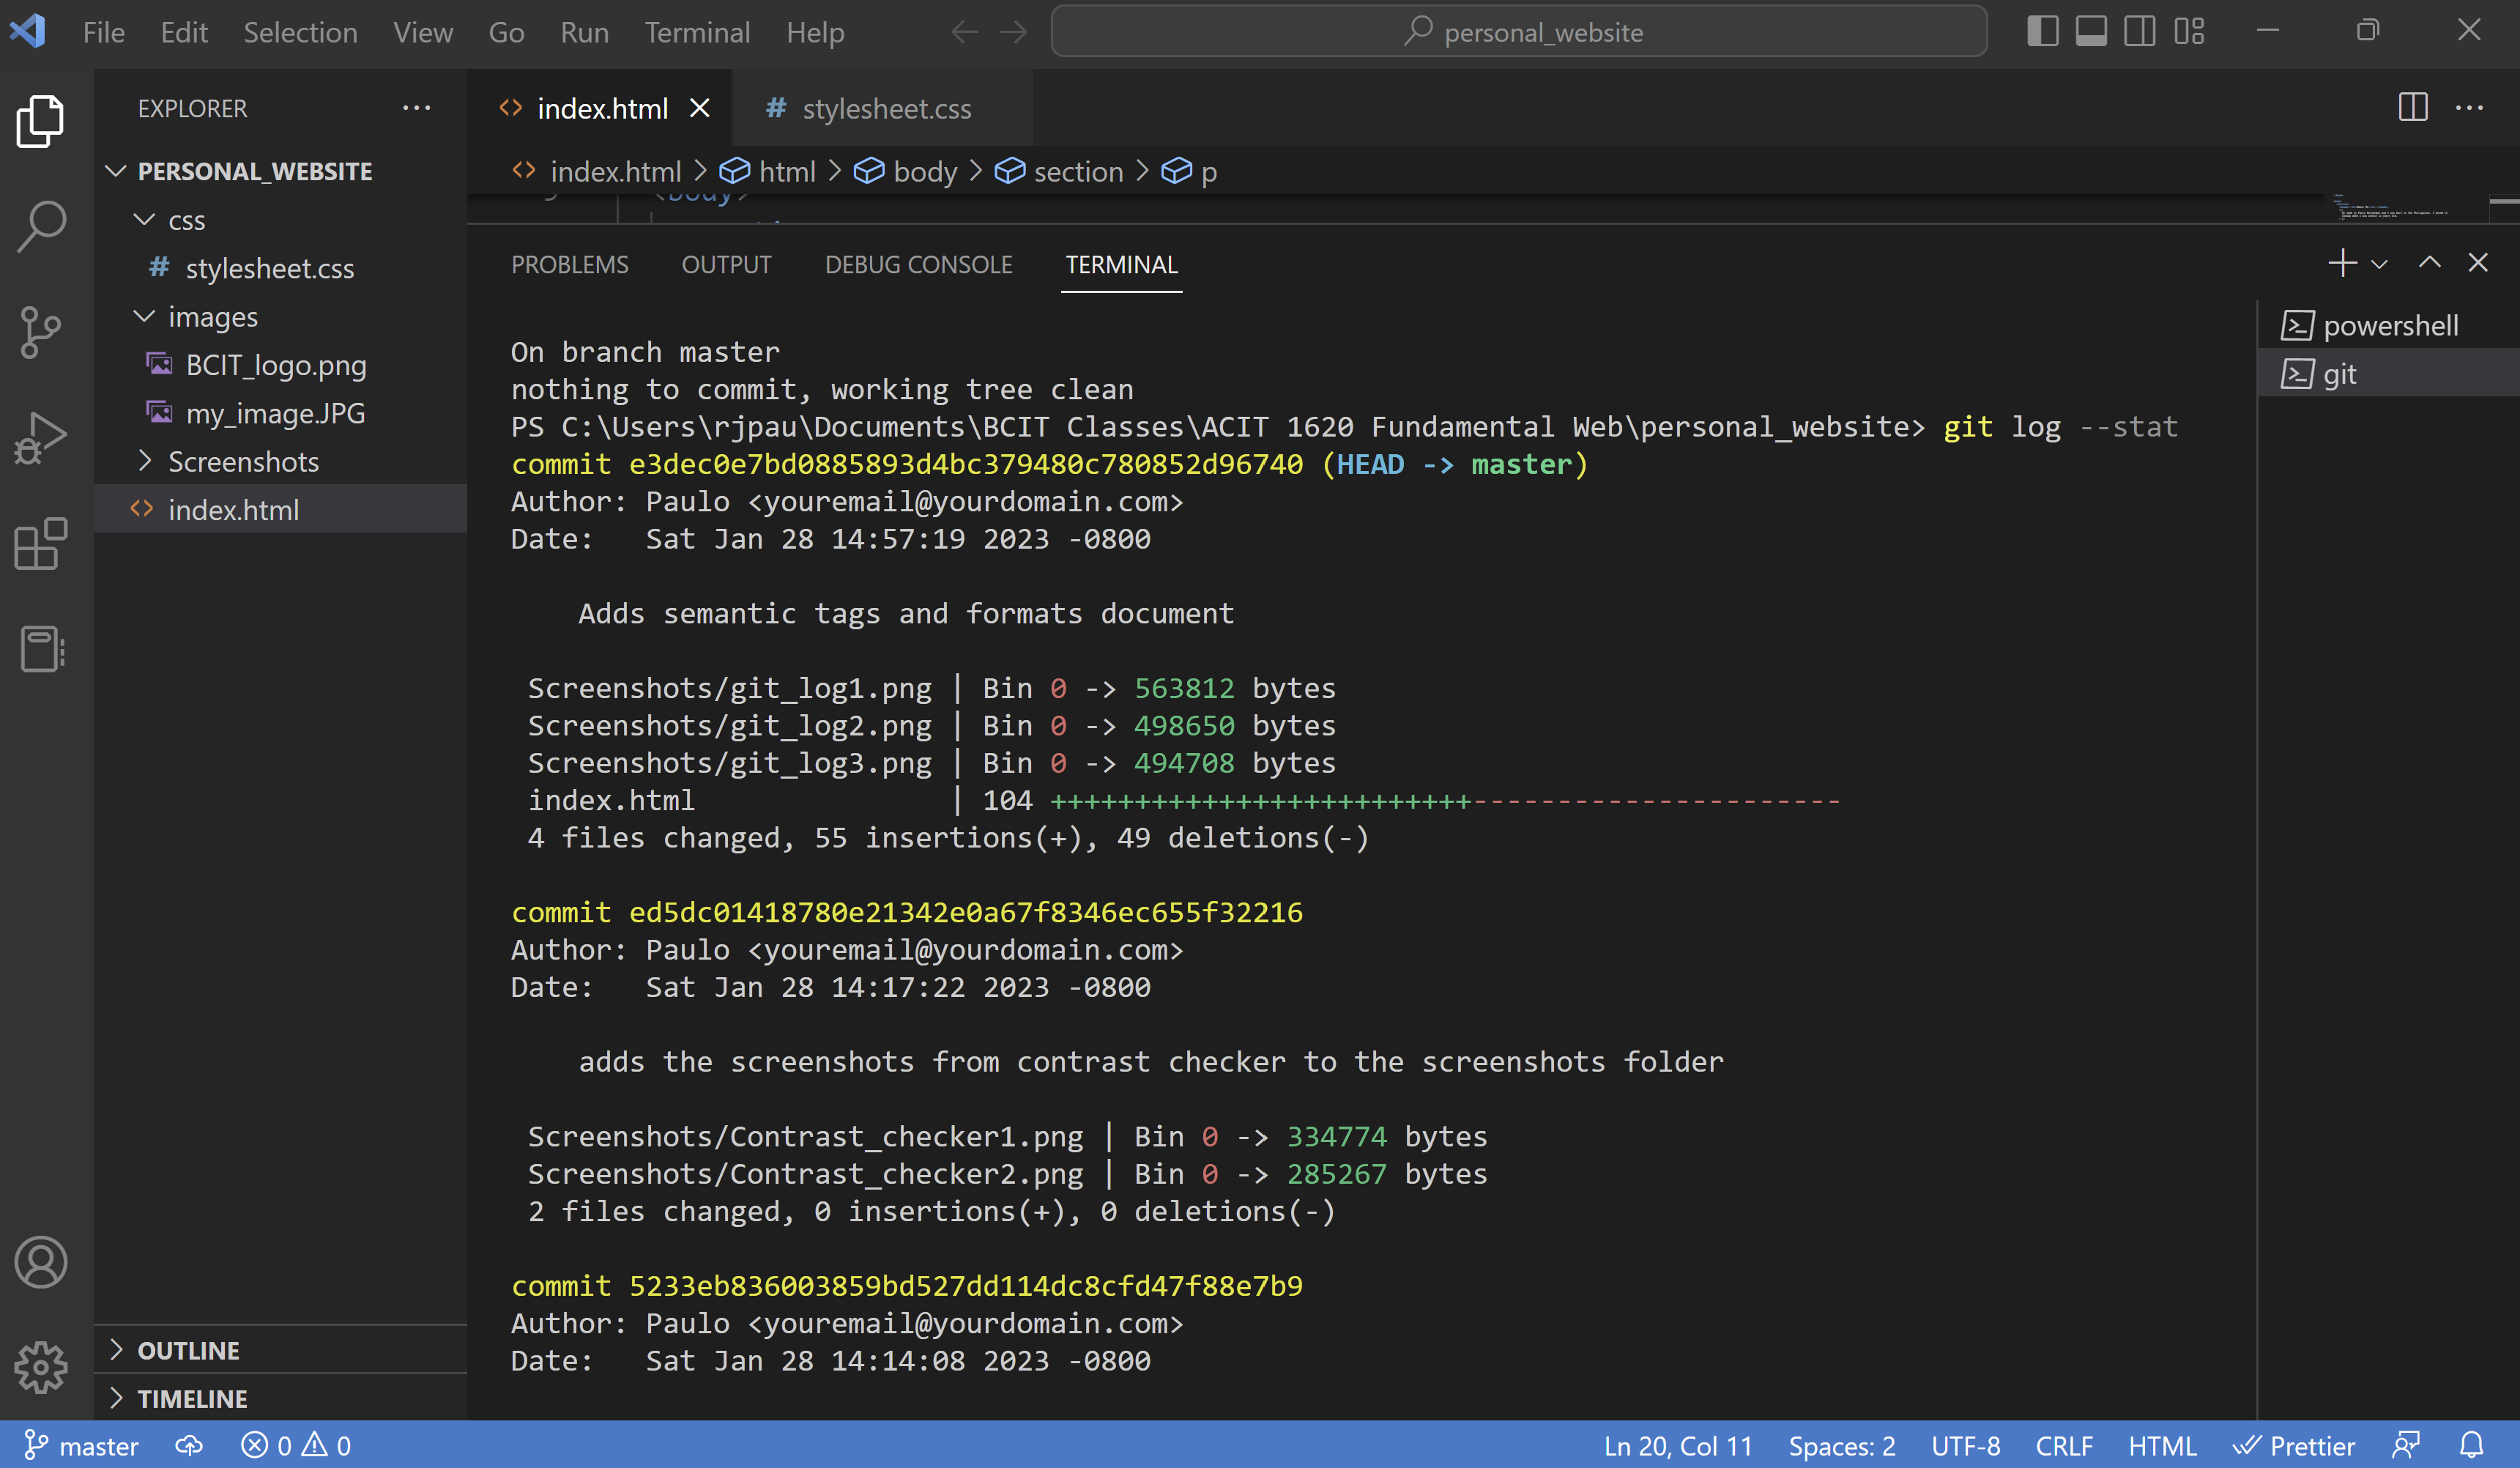 File Edit Selection View Go Run Terminal Help
personal_website
EXPLORER
PERSONAL_WEBSITE
css
# stylesheet.css
images
BCIT_logo.png
my_image.JPG
Screenshots
<> index.html
OUTLINE
TIMELINE
<> index.html # stylesheet.css
<> index.html > html > body > section > p
<body>
PROBLEMS OUTPUT DEBUG CONSOLE TERMINAL
On branch master
nothing to commit, working tree clean
PS C:\Users\rjpau\Documents\BCIT Classes\ACIT 1620 Fundamental Web\personal_website> git log --stat
commit e3dec0e7bd0885893d4bc379480c780852d96740 (HEAD -> master)
Author: Paulo <youremail@yourdomain.com>
Date:   Sat Jan 28 14:57:19 2023 -0800
Adds semantic tags and formats document
Screenshots/git_log1.png | Bin 0 -> 563812 bytes
Screenshots/git_log2.png | Bin 0 -> 498650 bytes
Screenshots/git_log3.png | Bin 0 -> 494708 bytes
index.html               | 104 +++++++++++++++++++++++++----------------------
4 files changed, 55 insertions(+), 49 deletions(-)
commit ed5dc01418780e21342e0a67f8346ec655f32216
Author: Paulo <youremail@yourdomain.com>
Date:   Sat Jan 28 14:17:22 2023 -0800
adds the screenshots from contrast checker to the screenshots folder
Screenshots/Contrast_checker1.png | Bin 0 -> 334774 bytes
Screenshots/Contrast_checker2.png | Bin 0 -> 285267 bytes
2 files changed, 0 insertions(+), 0 deletions(-)
commit 5233eb836003859bd527dd114dc8cfd47f88e7b9
Author: Paulo <youremail@yourdomain.com>
Date:   Sat Jan 28 14:14:08 2023 -0800
powershell
git
master 0 0 Ln 20, Col 11 Spaces: 2 UTF-8 CRLF HTML Prettier